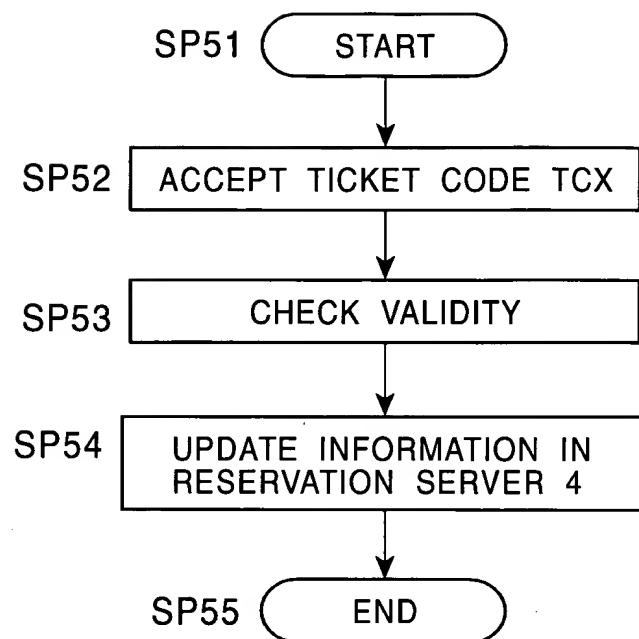 SP51 START
SP52 ACCEPT TICKET CODE TCX
SP53 CHECK VALIDITY
SP54 UPDATE INFORMATION IN
RESERVATION SERVER 4
SP55 END